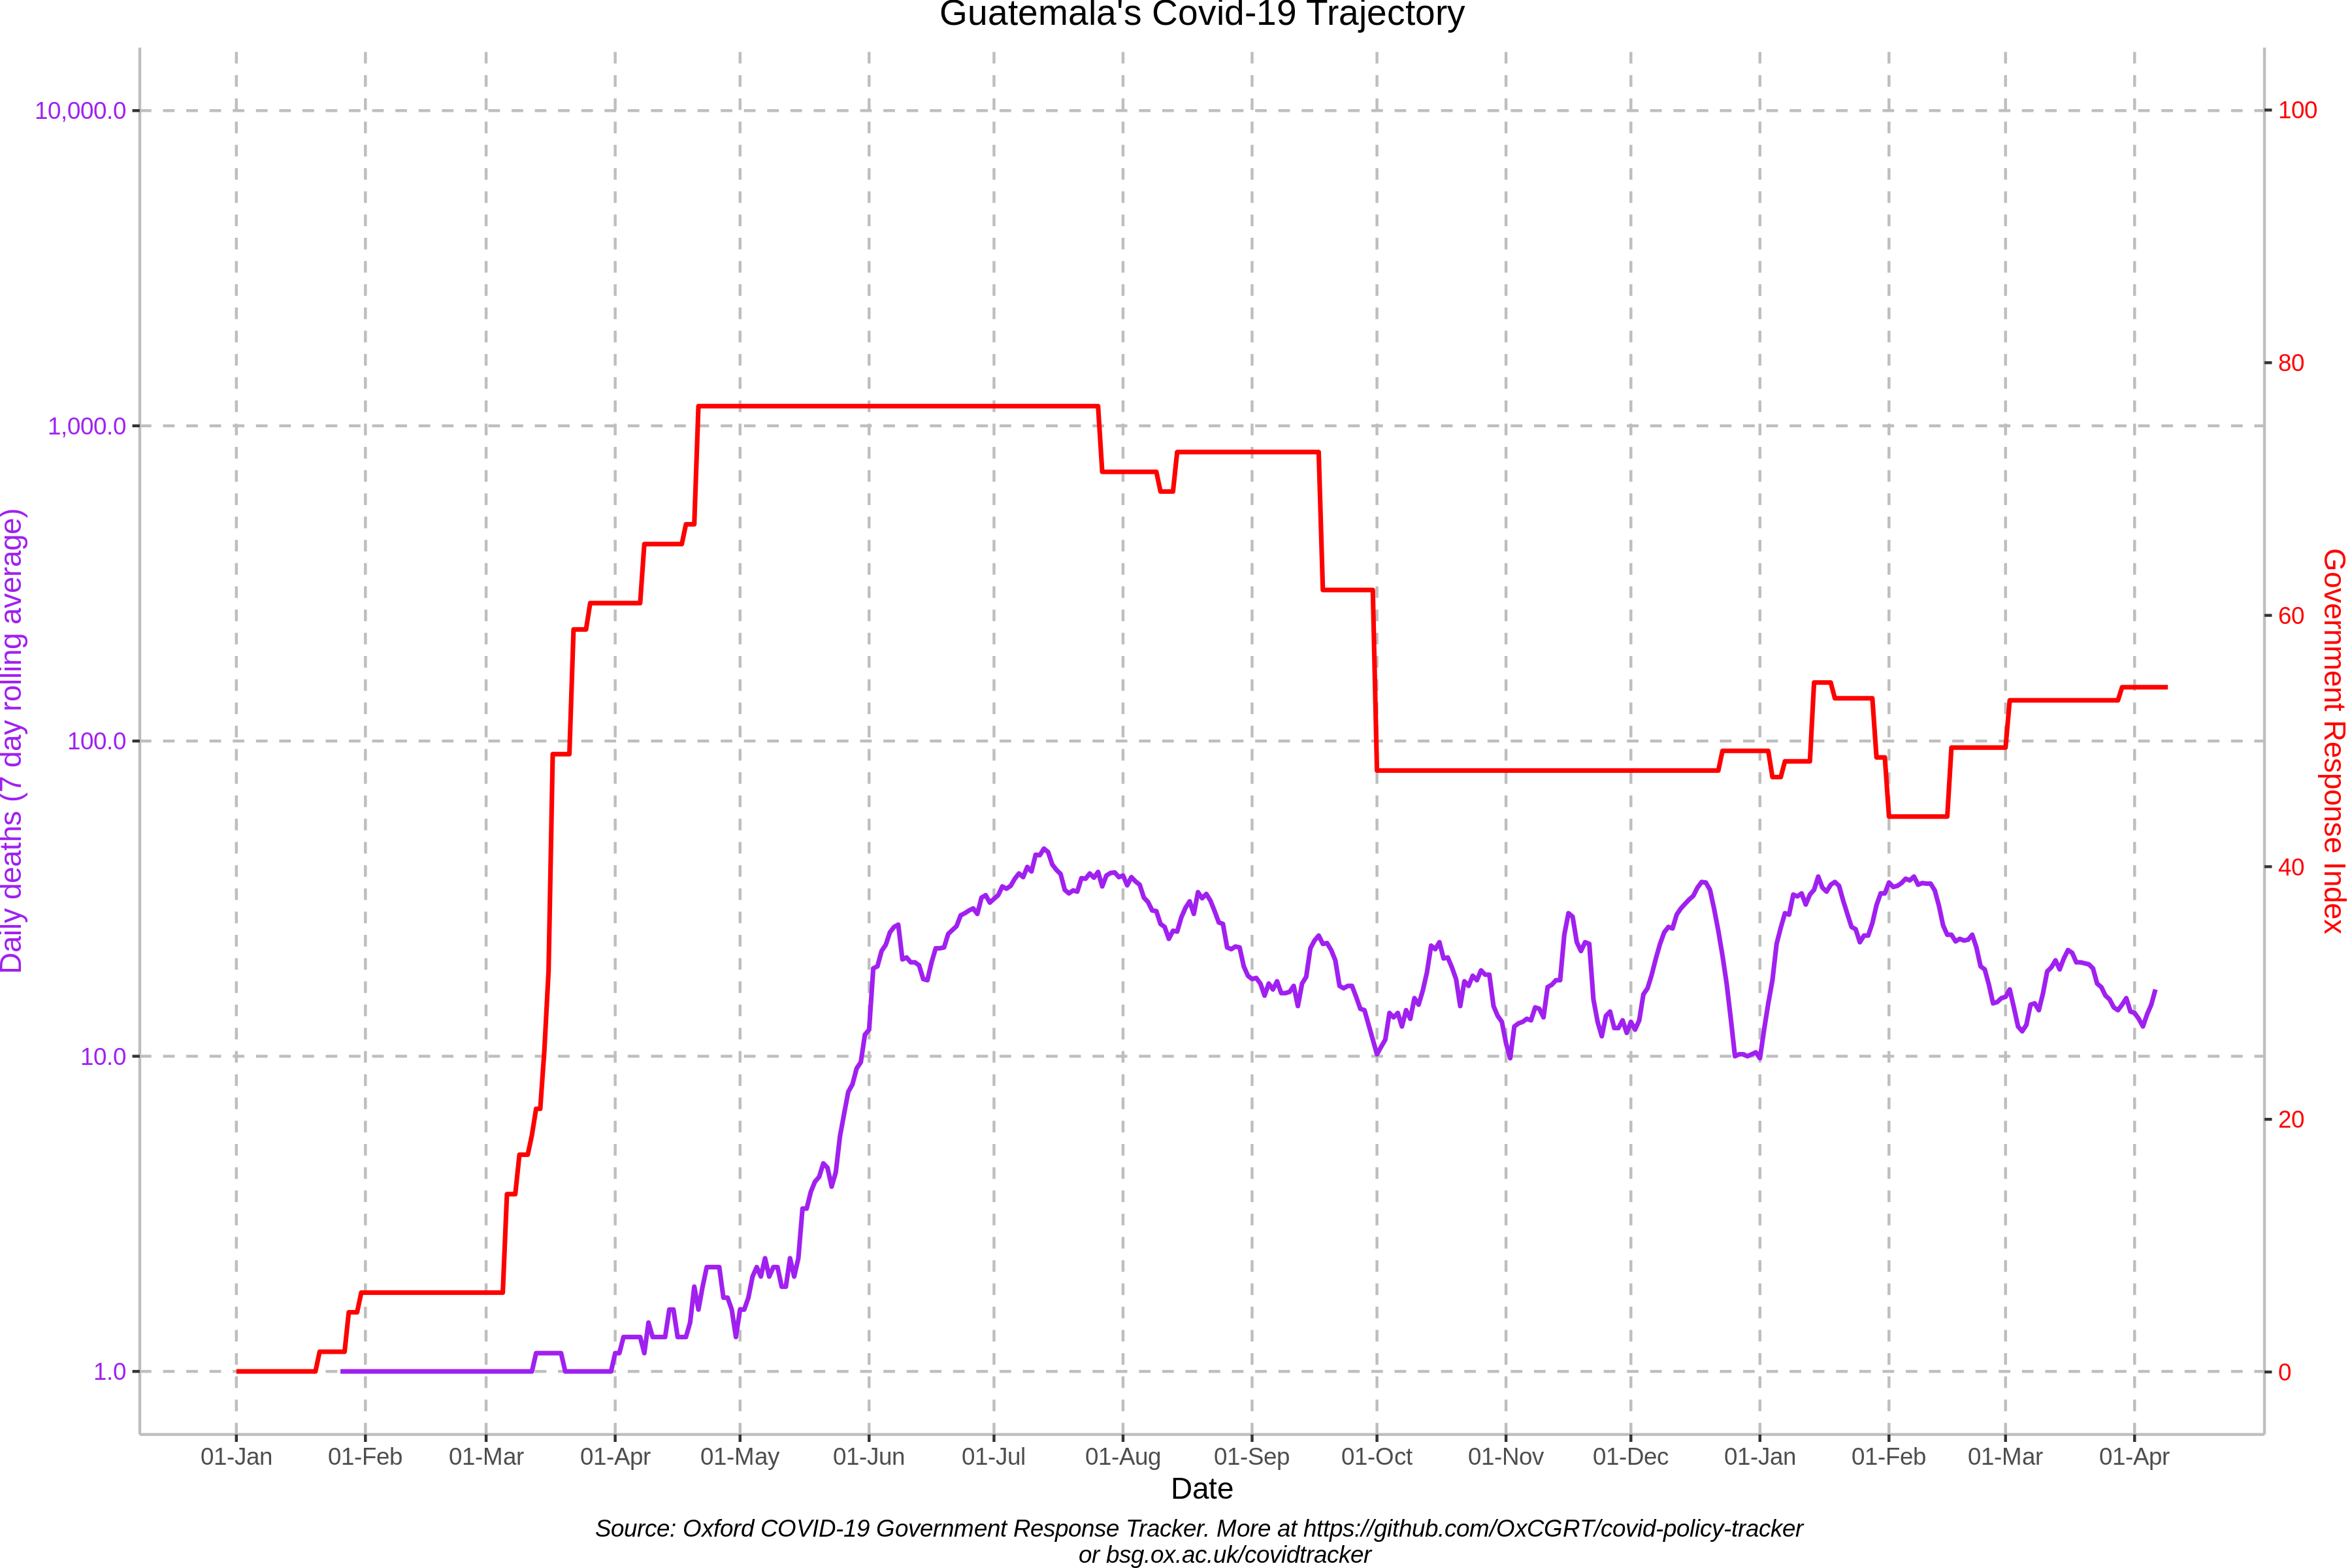 Guatemala's Covid-19 Trajectory
10,000.0
1,000.0
100.0
10.0
1.0
Daily deaths (7 day rolling average)
100
80
60
40
20
0
Government Response Index
01-Jan 01-Feb 01-Mar 01-Apr 01-May 01-Jun 01-Jul 01-Aug 01-Sep 01-Oct 01-Nov 01-Dec 01-Jan 01-Feb 01-Mar 01-Apr
Date
Source: Oxford COVID-19 Government Response Tracker. More at https://github.com/OxCGRT/covid-policy-tracker
or bsg.ox.ac.uk/covidtracker